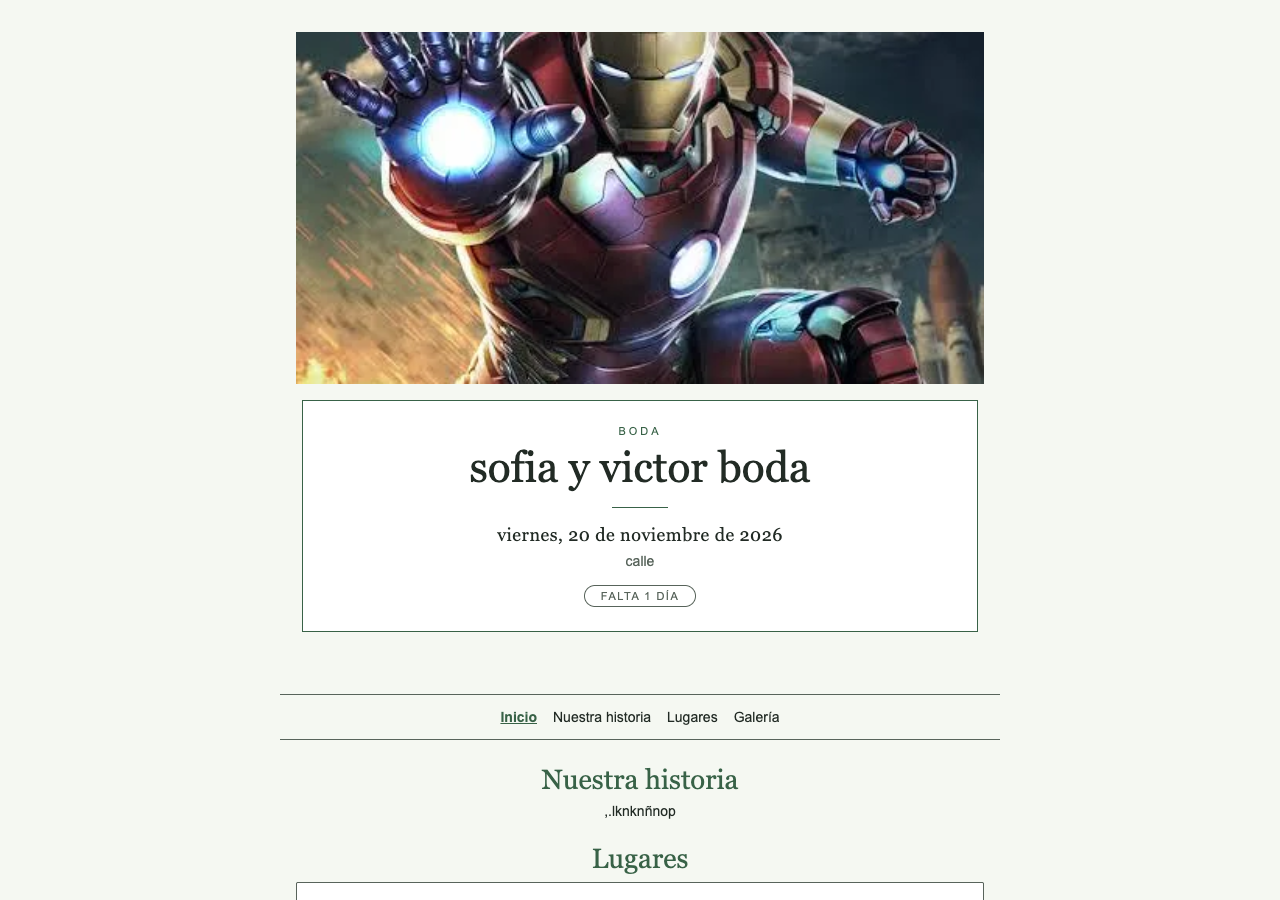 BODA
sofia y victor boda
viernes, 20 de noviembre de 2026
calle
FALTA 1 DÍA
Inicio Nuestra historia Lugares Galería
Nuestra historia
,.lknknñnop
Lugares